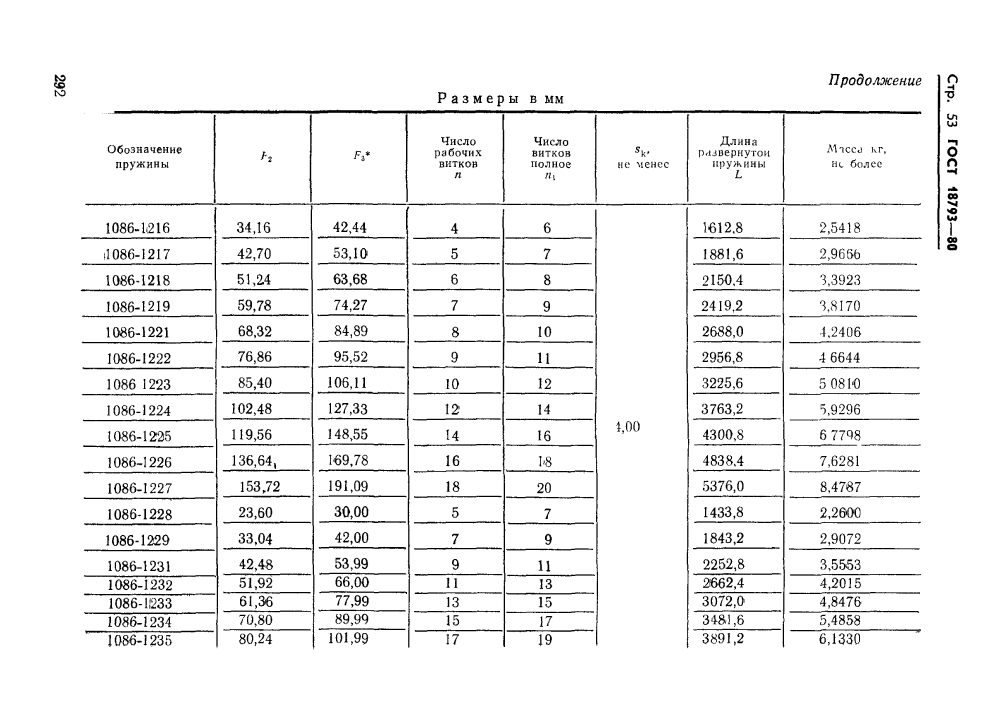 292
Продолжение
Стр. 53 ГОСТ 18793—80
Размеры в мм
Обозначение пружины | F₂ | F₃* | Число рабочих витков n | Число витков полное n₁ | sₖ, не менее | Длина развернутой пружины L | Масса кг, не более
1086-1216 | 34,16 | 42,44 | 4 | 6 | 4,00 | 1612,8 | 2,5418
1086-1217 | 42,70 | 53,10 | 5 | 7 | 1881,6 | 2,9666
1086-1218 | 51,24 | 63,68 | 6 | 8 | 2150,4 | 3,3923
1086-1219 | 59,78 | 74,27 | 7 | 9 | 2419,2 | 3,8170
1086-1221 | 68,32 | 84,89 | 8 | 10 | 2688,0 | 4,2406
1086-1222 | 76,86 | 95,52 | 9 | 11 | 2956,8 | 4 6644
1086 1223 | 85,40 | 106,11 | 10 | 12 | 3225,6 | 5 0810
1086-1224 | 102,48 | 127,33 | 12 | 14 | 3763,2 | 5,9296
1086-1225 | 119,56 | 148,55 | 14 | 16 | 4300,8 | 6 7798
1086-1226 | 136,64 | 169,78 | 16 | 18 | 4838,4 | 7,6281
1086-1227 | 153,72 | 191,09 | 18 | 20 | 5376,0 | 8,4787
1086-1228 | 23,60 | 30,00 | 5 | 7 | 1433,8 | 2,2600
1086-1229 | 33,04 | 42,00 | 7 | 9 | 1843,2 | 2,9072
1086-1231 | 42,48 | 53,99 | 9 | 11 | 2252,8 | 3,5553
1086-1232 | 51,92 | 66,00 | 11 | 13 | 2662,4 | 4,2015
1086-1233 | 61,36 | 77,99 | 13 | 15 | 3072,0 | 4,8476
1086-1234 | 70,80 | 89,99 | 15 | 17 | 3481,6 | 5,4858
1086-1235 | 80,24 | 101,99 | 17 | 19 | 3891,2 | 6,1330